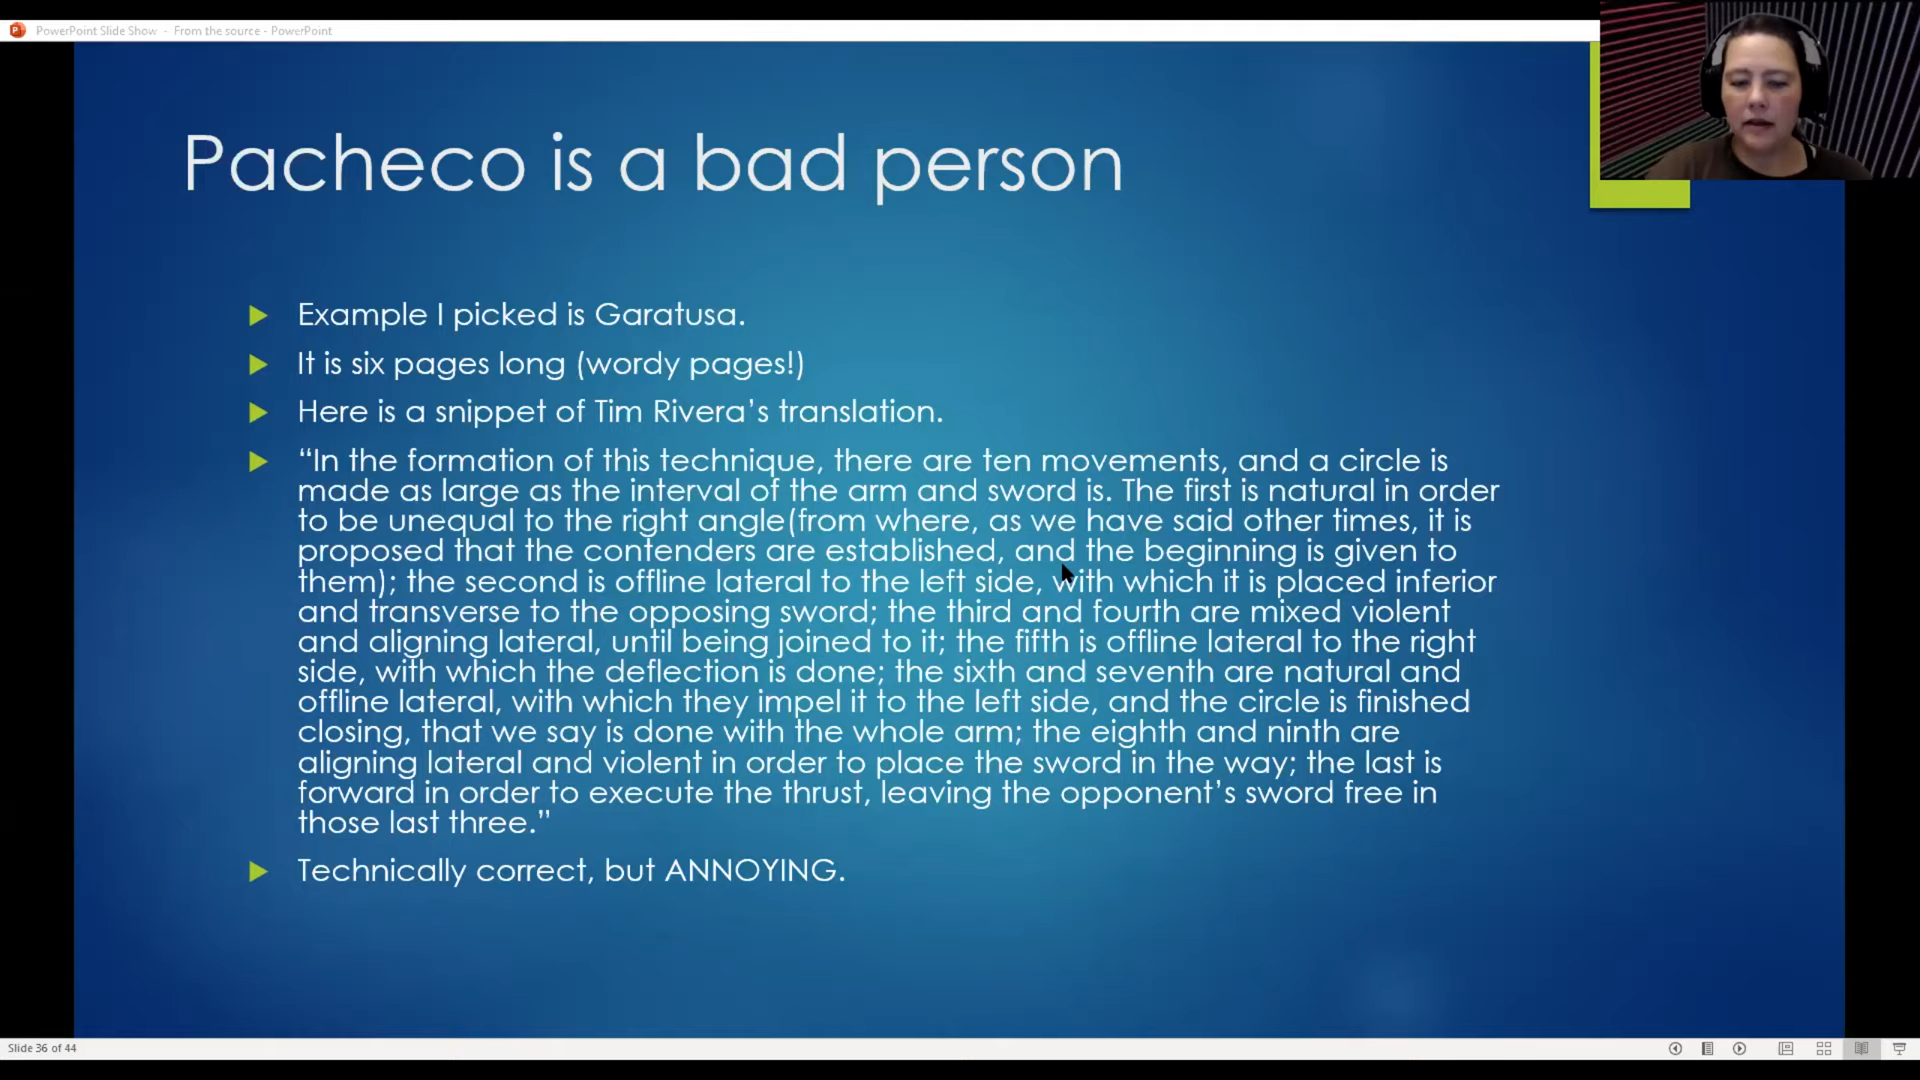 PowerPoint Slide Show - From the source - PowerPoint
Pacheco is a bad person
Example I picked is Garatusa.
It is six pages long (wordy pages!)
Here is a snippet of Tim Rivera’s translation.
“In the formation of this technique, there are ten movements, and a circle is
made as large as the interval of the arm and sword is. The first is natural in order
to be unequal to the right angle(from where, as we have said other times, it is
proposed that the contenders are established, and the beginning is given to
them); the second is offline lateral to the left side, with which it is placed inferior
and transverse to the opposing sword; the third and fourth are mixed violent
and aligning lateral, until being joined to it; the fifth is offline lateral to the right
side, with which the deflection is done; the sixth and seventh are natural and
offline lateral, with which they impel it to the left side, and the circle is finished
closing, that we say is done with the whole arm; the eighth and ninth are
aligning lateral and violent in order to place the sword in the way; the last is
forward in order to execute the thrust, leaving the opponent’s sword free in
those last three.”
Technically correct, but ANNOYING.
Slide 36 of 44